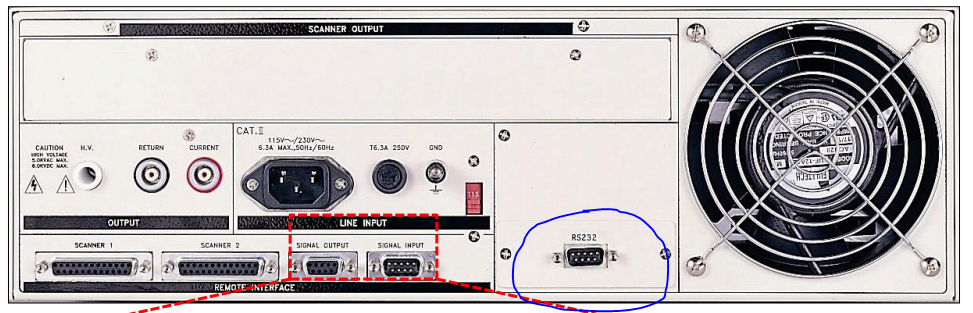 SCANNER OUTPUT
CAUTION
HIGH VOLTAGE
5.0KVAC MAX.
6.0KVDC MAX.
H.V.
RETURN
CURRENT
OUTPUT
CAT.II
115V～/230V～
6.3A MAX.,50Hz/60Hz
T6.3A 250V
GND
115
LINE INPUT
SCANNER 1
SCANNER 2
SIGNAL OUTPUT
SIGNAL INPUT
REMOTE INTERFACE
RS232
FULLTECH